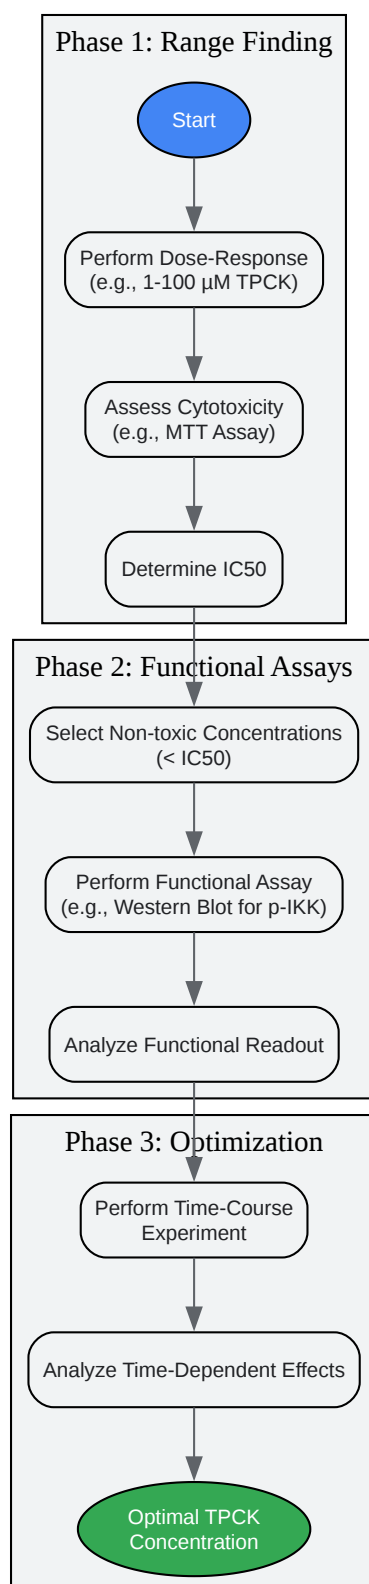 Phase 1: Range Finding
Start
Perform Dose-Response
(e.g., 1-100 µM TPCK)
Assess Cytotoxicity
(e.g., MTT Assay)
Determine IC50
Phase 2: Functional Assays
Select Non-toxic Concentrations
(< IC50)
Perform Functional Assay
(e.g., Western Blot for p-IKK)
Analyze Functional Readout
Phase 3: Optimization
Perform Time-Course
Experiment
Analyze Time-Dependent Effects
Optimal TPCK
Concentration